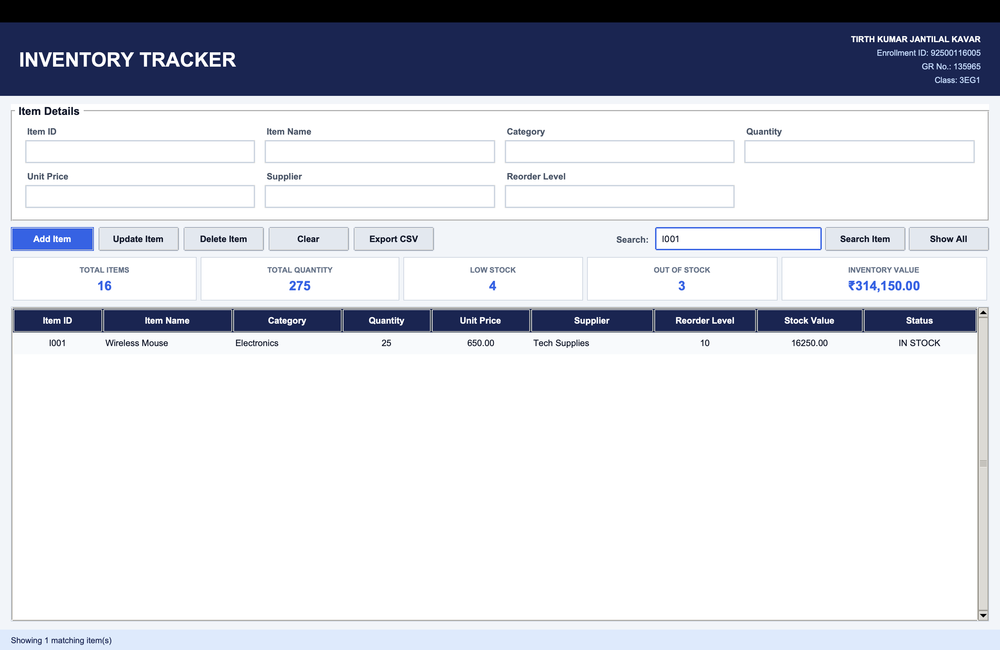 INVENTORY TRACKER
TIRTH KUMAR JANTILAL KAVAR
Enrollment ID: 92500116005
GR No.: 135965
Class: 3EG1
Item Details
Item ID Item Name Category Quantity
Unit Price Supplier Reorder Level
Add Item Update Item Delete Item Clear Export CSV Search: I001 Search Item Show All
TOTAL ITEMS TOTAL QUANTITY LOW STOCK OUT OF STOCK INVENTORY VALUE
16 275 4 3 ₹314,150.00
Item ID Item Name Category Quantity Unit Price Supplier Reorder Level Stock Value Status
I001 Wireless Mouse Electronics 25 650.00 Tech Supplies 10 16250.00 IN STOCK
Showing 1 matching item(s)